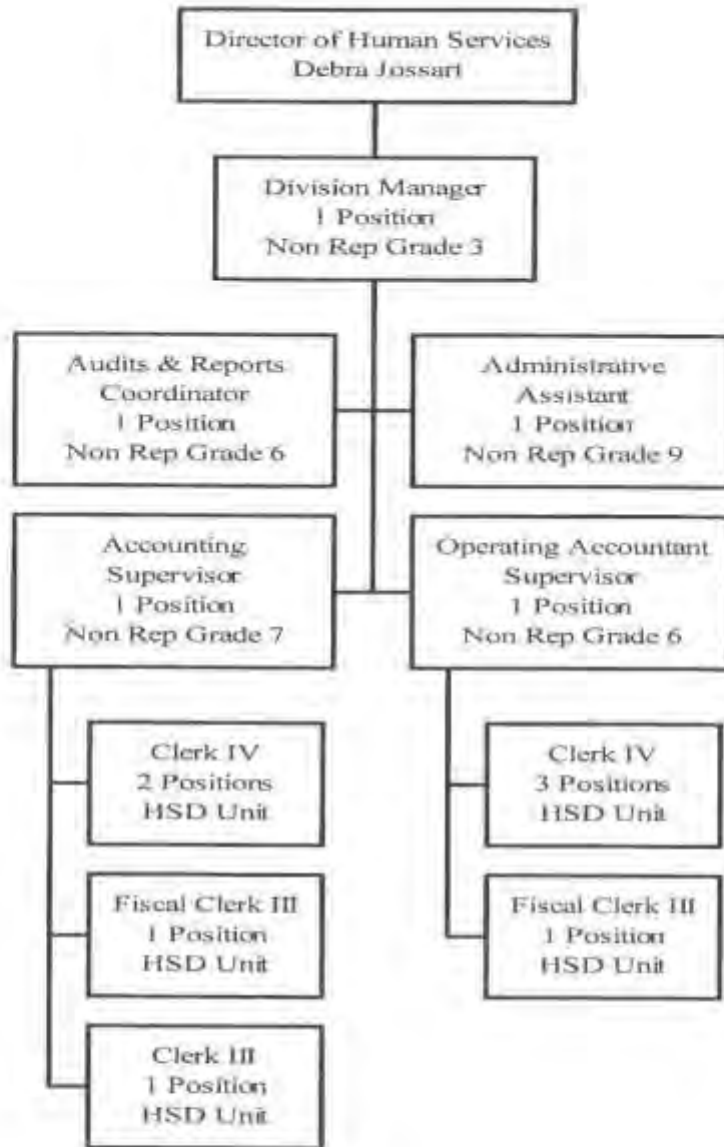 Director of Human Services
Debra Jossart
Division Manager
1 Position
Non Rep Grade 3
Audits & Reports
Coordinator
1 Position
Non Rep Grade 6
Administrative
Assistant
1 Position
Non Rep Grade 9
Accounting
Supervisor
1 Position
Non Rep Grade 7
Operating Accountant
Supervisor
1 Position
Non Rep Grade 6
Clerk IV
2 Positions
HSD Unit
Fiscal Clerk III
1 Position
HSD Unit
Clerk III
1 Position
HSD Unit
Clerk IV
3 Positions
HSD Unit
Fiscal Clerk III
1 Position
HSD Unit